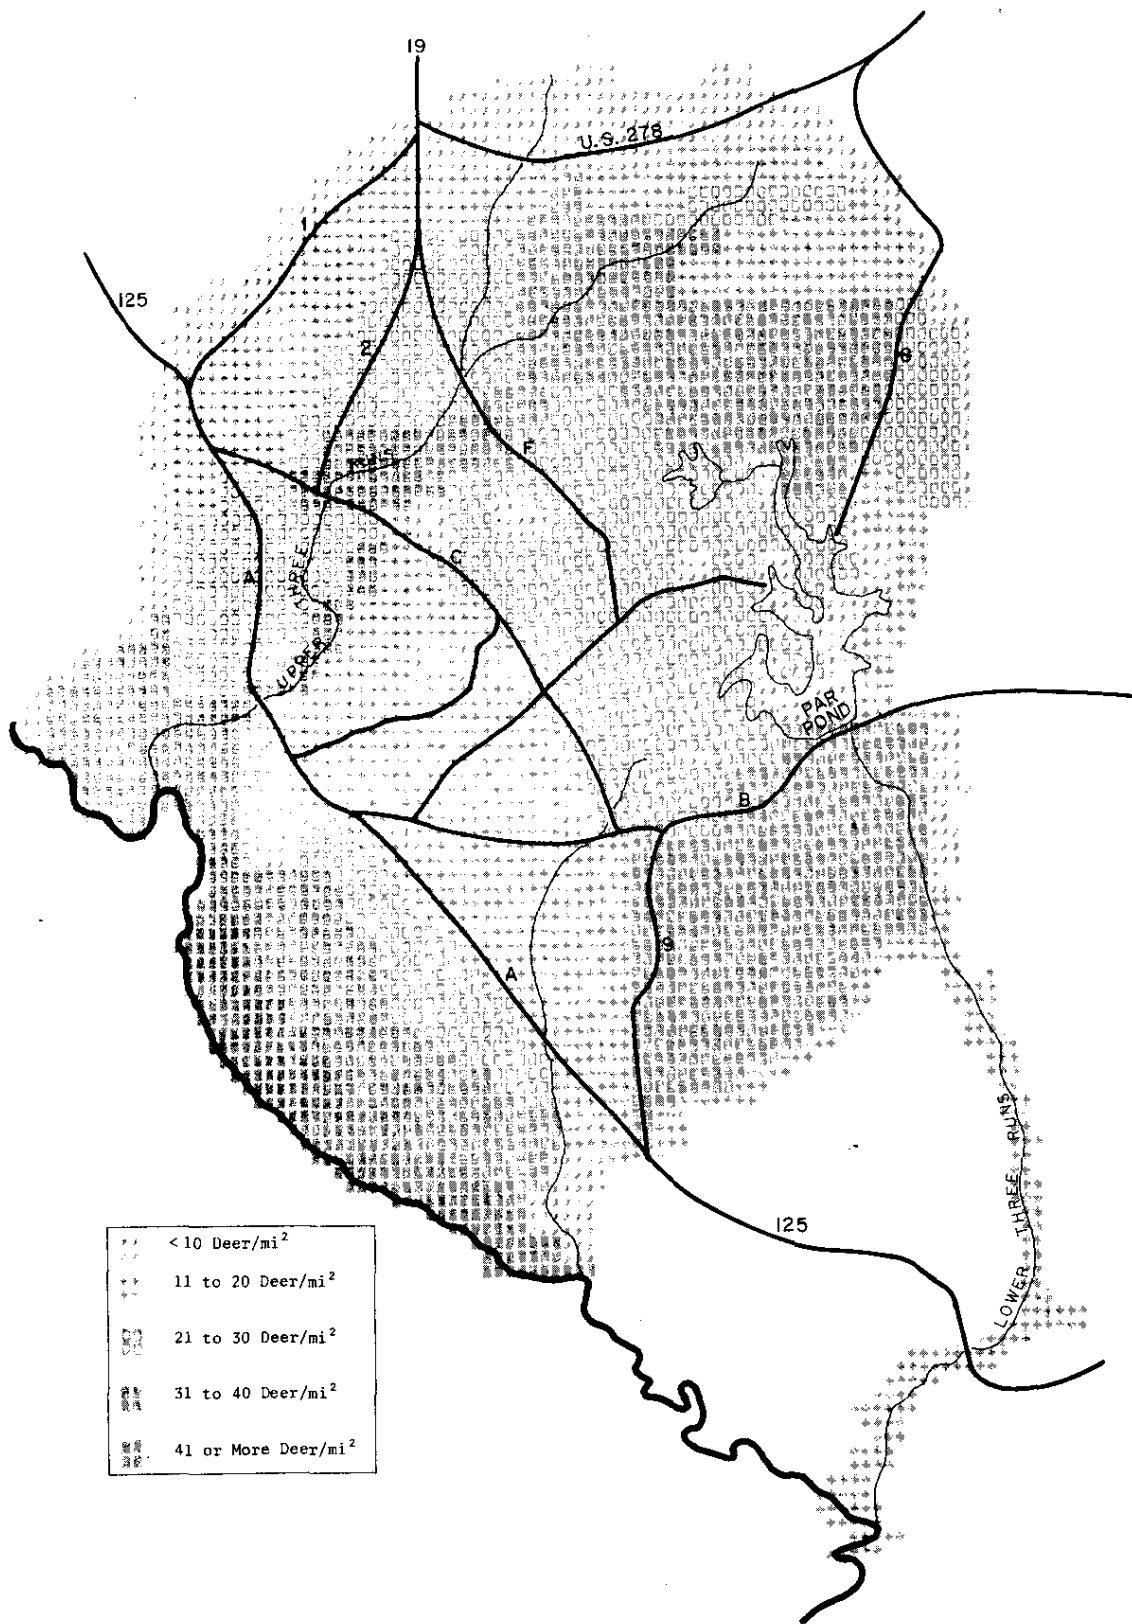 19
U.S. 278
1
125
2
8
F
C
A
THREE
UPPER
PAR
POND
B
9
A
LOWER THREE RUNS
125
<10 Deer/mi²
11 to 20 Deer/mi²
21 to 30 Deer/mi²
31 to 40 Deer/mi²
41 or More Deer/mi²